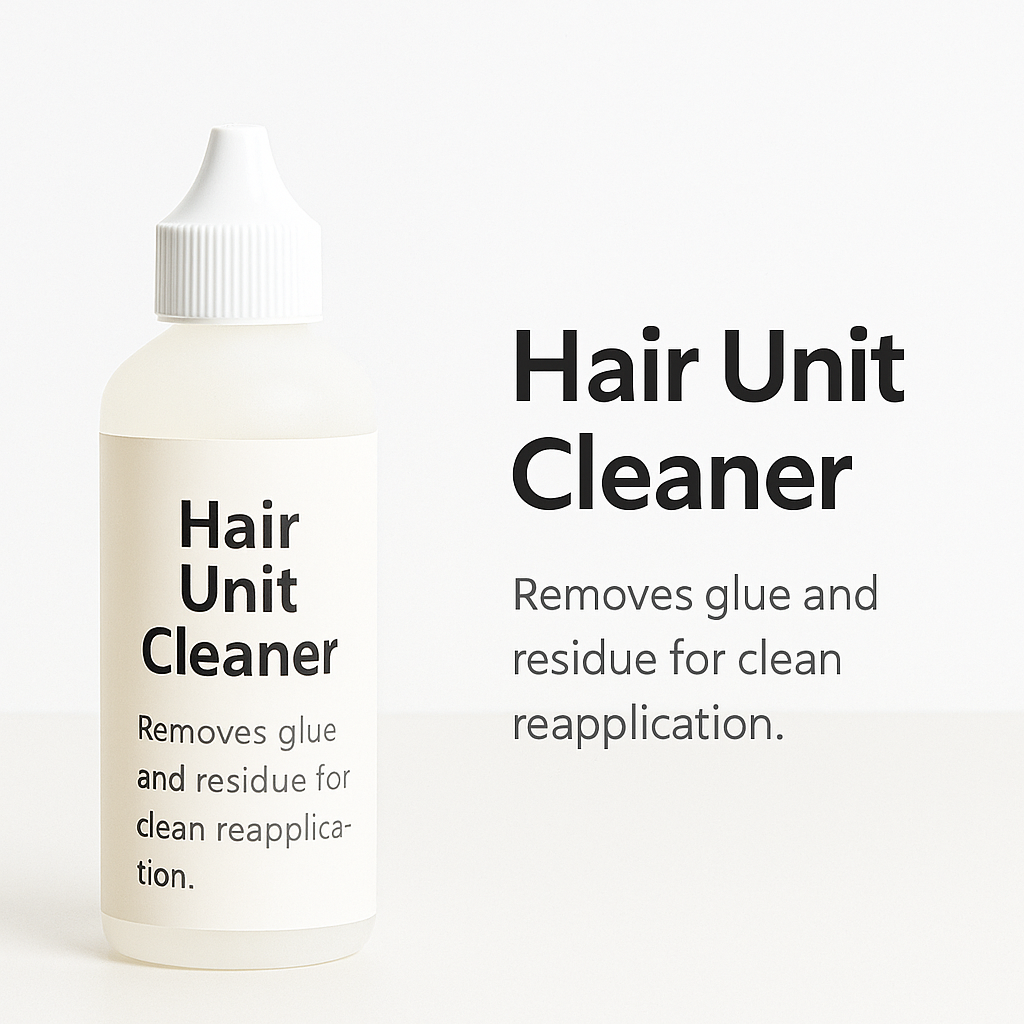 Hair
Unit
Cleaner
Removes glue
and residue for
clean reapplica-
tion.
Hair Unit
Cleaner
Removes glue and
residue for clean
reapplication.